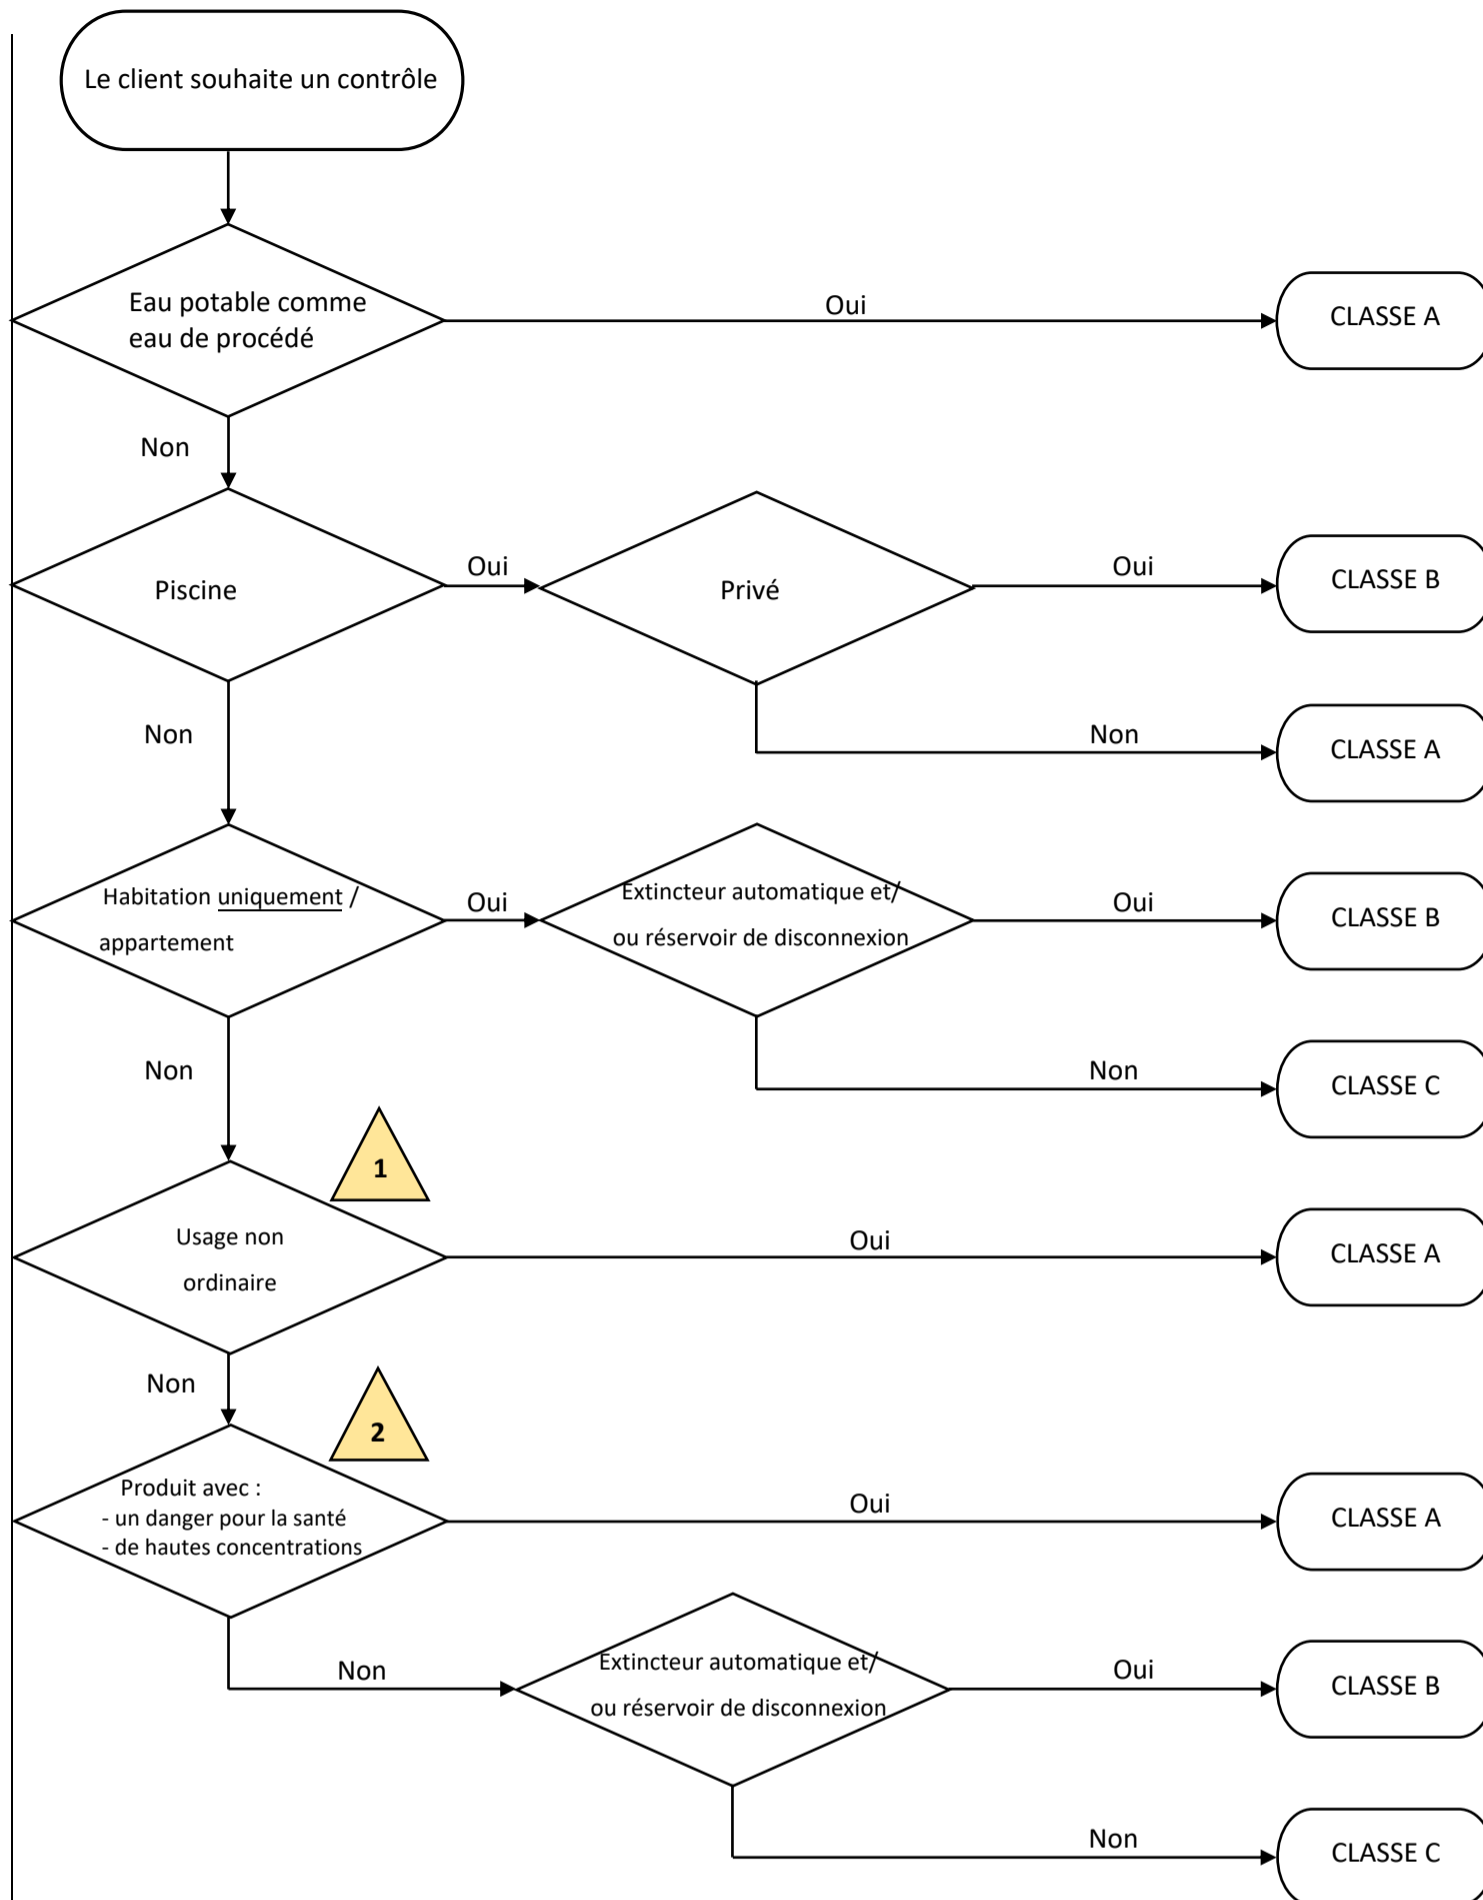 Le client souhaite un contrôle
Eau potable comme
eau de procédé
Oui
CLASSE A
Non
Piscine
Oui
Privé
Oui
CLASSE B
Non
Non
CLASSE A
Habitation uniquement /
appartement
Oui
Extincteur automatique et/
ou réservoir de disconnexion
Oui
CLASSE B
Non
Non
CLASSE C
1
Usage non
ordinaire
Oui
CLASSE A
Non
2
Produit avec :
- un danger pour la santé
- de hautes concentrations
Oui
CLASSE A
Non
Extincteur automatique et/
ou réservoir de disconnexion
Oui
CLASSE B
Non
CLASSE C